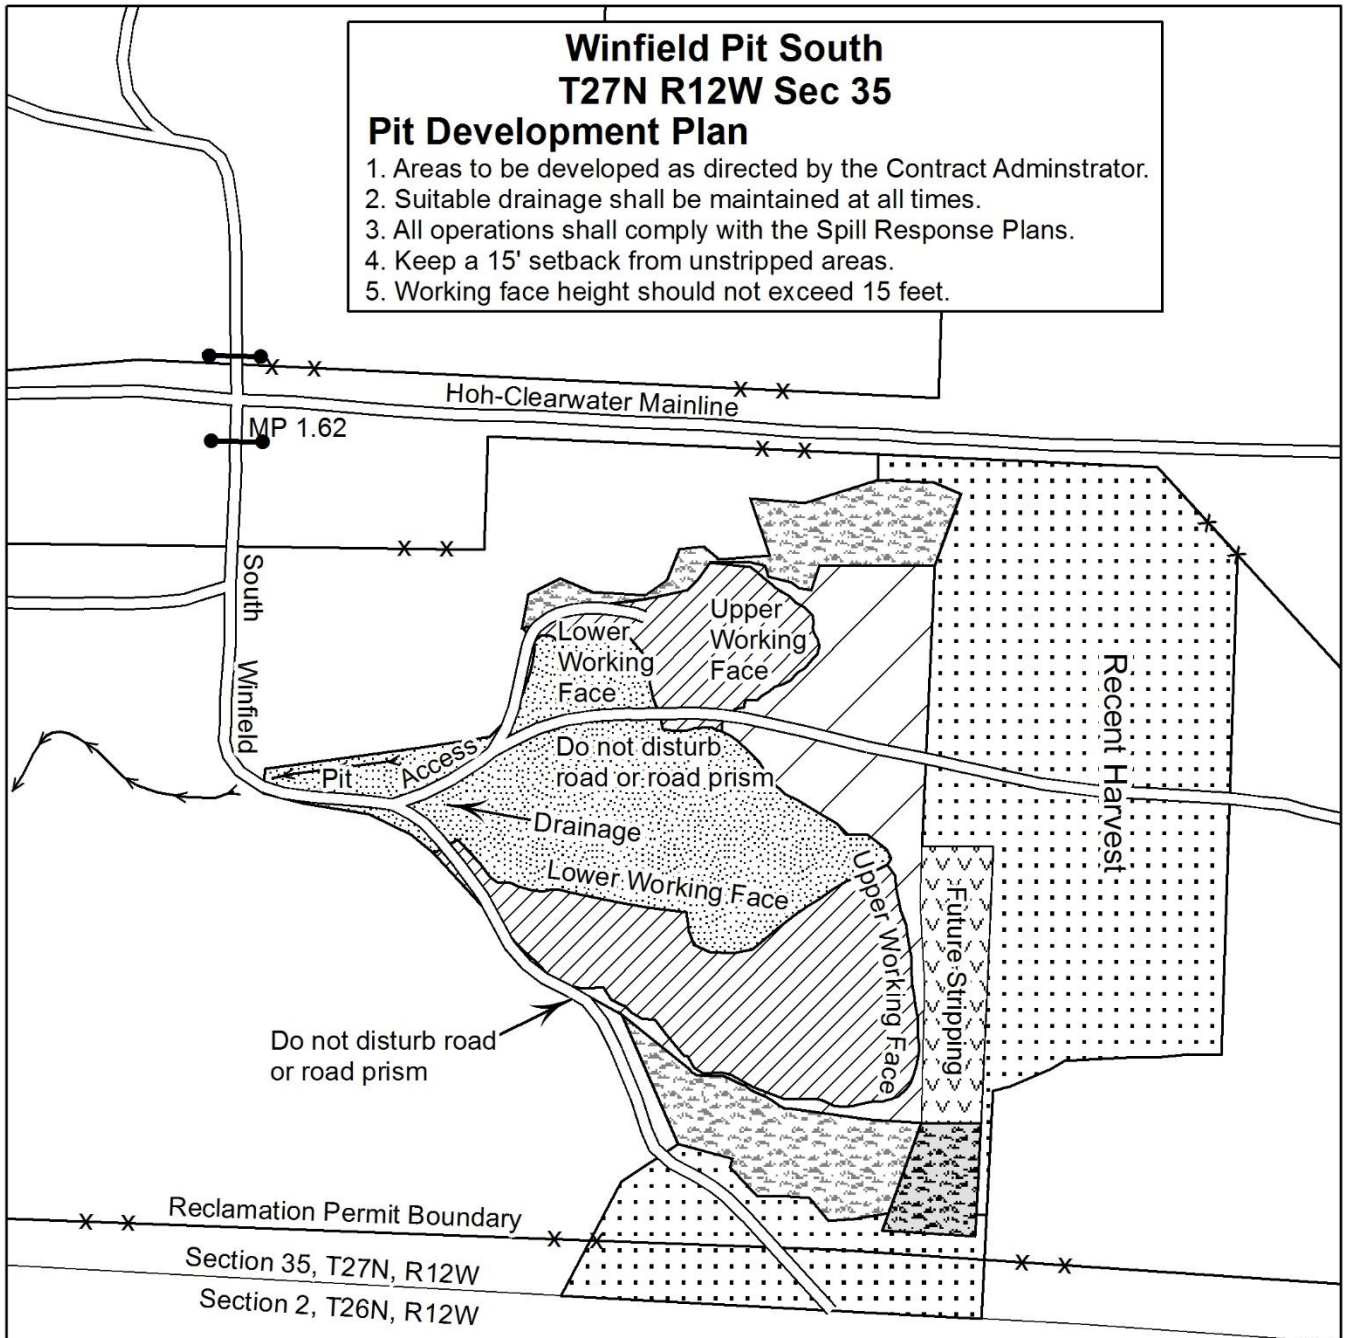 Winfield Pit South
T27N R12W Sec 35
Pit Development Plan
1. Areas to be developed as directed by the Contract Adminstrator.
2. Suitable drainage shall be maintained at all times.
3. All operations shall comply with the Spill Response Plans.
4. Keep a 15' setback from unstripped areas.
5. Working face height should not exceed 15 feet.
Hoh-Clearwater Mainline
MP 1.62
South
Winfield
Upper
Working
Face
Lower
Working
Face
Recent Harvest
Do not disturb
road or road prism
Pit
Access
Drainage
Lower Working Face
Upper Working Face
Future Stripping
Do not disturb road
or road prism
Reclamation Permit Boundary
Section 35, T27N, R12W
Section 2, T26N, R12W